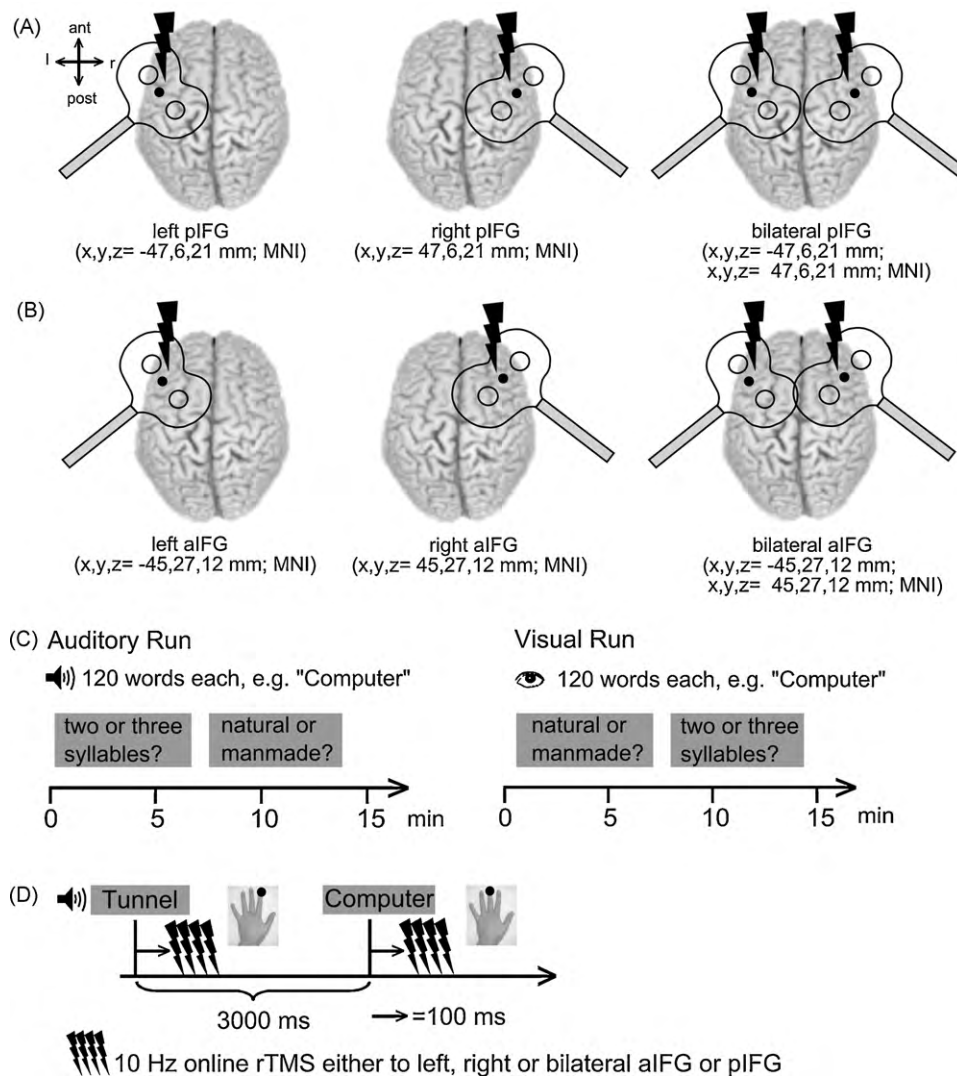 (A)
ant
l r
post
left pIFG
(x,y,z= -47,6,21 mm; MNI)
right pIFG
(x,y,z= 47,6,21 mm; MNI)
bilateral pIFG
(x,y,z= -47,6,21 mm;
x,y,z= 47,6,21 mm; MNI)
(B)
left aIFG
(x,y,z= -45,27,12 mm; MNI)
right aIFG
(x,y,z= 45,27,12 mm; MNI)
bilateral aIFG
(x,y,z= -45,27,12 mm;
x,y,z= 45,27,12 mm; MNI)
(C) Auditory Run
120 words each, e.g. "Computer"
two or three
syllables?
natural or
manmade?
0 5 10 15 min
Visual Run
120 words each, e.g. "Computer"
natural or
manmade?
two or three
syllables?
0 5 10 15 min
(D) Tunnel Computer
3000 ms =100 ms
10 Hz online rTMS either to left, right or bilateral aIFG or pIFG